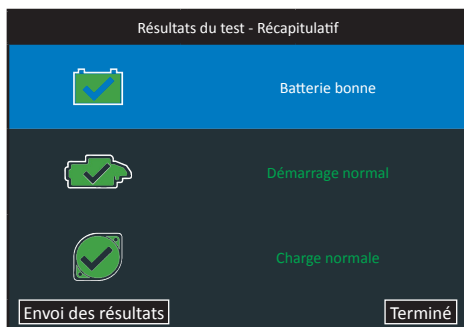 Résultats du test - Récapitulatif
Batterie bonne
Démarrage normal
Charge normale
Envoi des résultats
Terminé